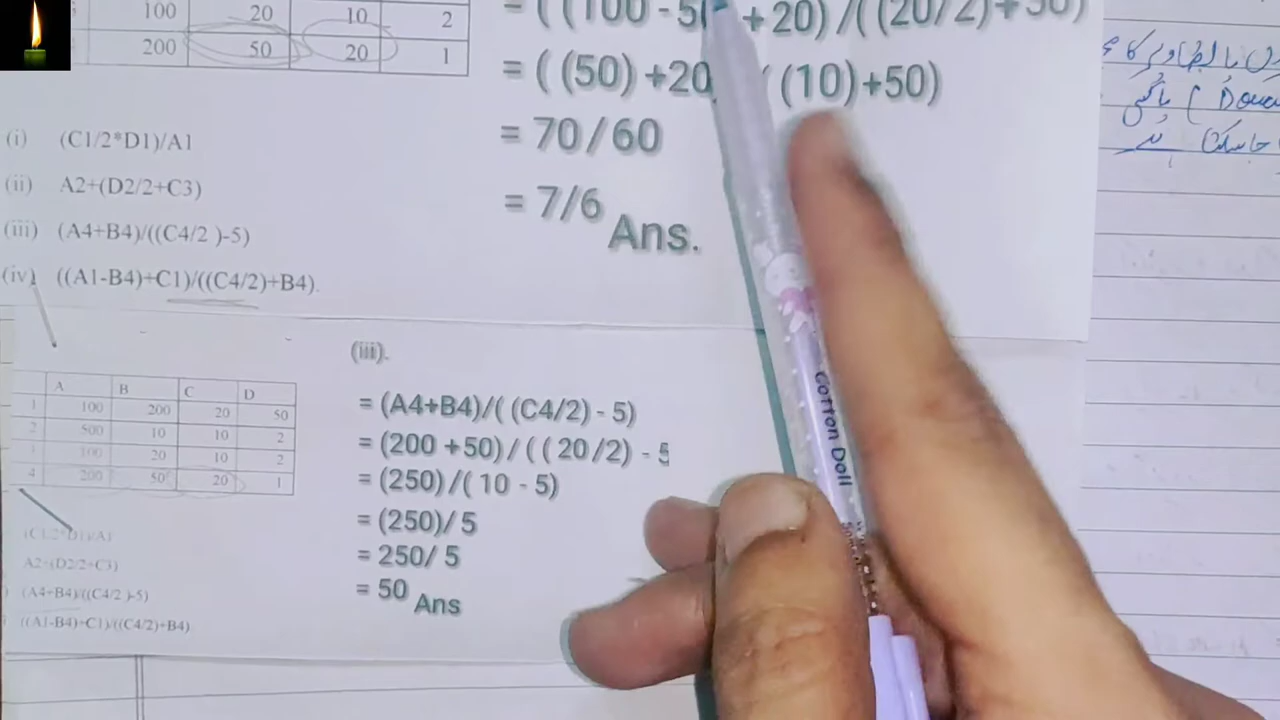 100 20 10 2
200 50 20 1
(i) (C1/2*D1)/A1
(ii) A2+(D2/2+C3)
(iii) (A4+B4)/((C4/2 )-5)
(iv) ((A1-B4)+C1)/((C4/2)+B4).
= ((100 - 50 +20) /((20/2)+50)
= ( (50) +20 / (10)+50)
= 70/60
= 7/6 Ans.
A B C D
1 100 200 20 50
2 500 10 10 2
3 100 20 10 2
4 200 50 20 1
(C1/2*D1)/A1
A2+(D2/2+C3)
(A4+B4)/((C4/2 )-5)
((A1-B4)+C1)/((C4/2)+B4)
(iii).
= (A4+B4)/( (C4/2) - 5)
= (200 +50) / ( ( 20 /2) - 5
= (250) /( 10 - 5)
= (250)/ 5
= 250/ 5
= 50 Ans
Cotton Doll